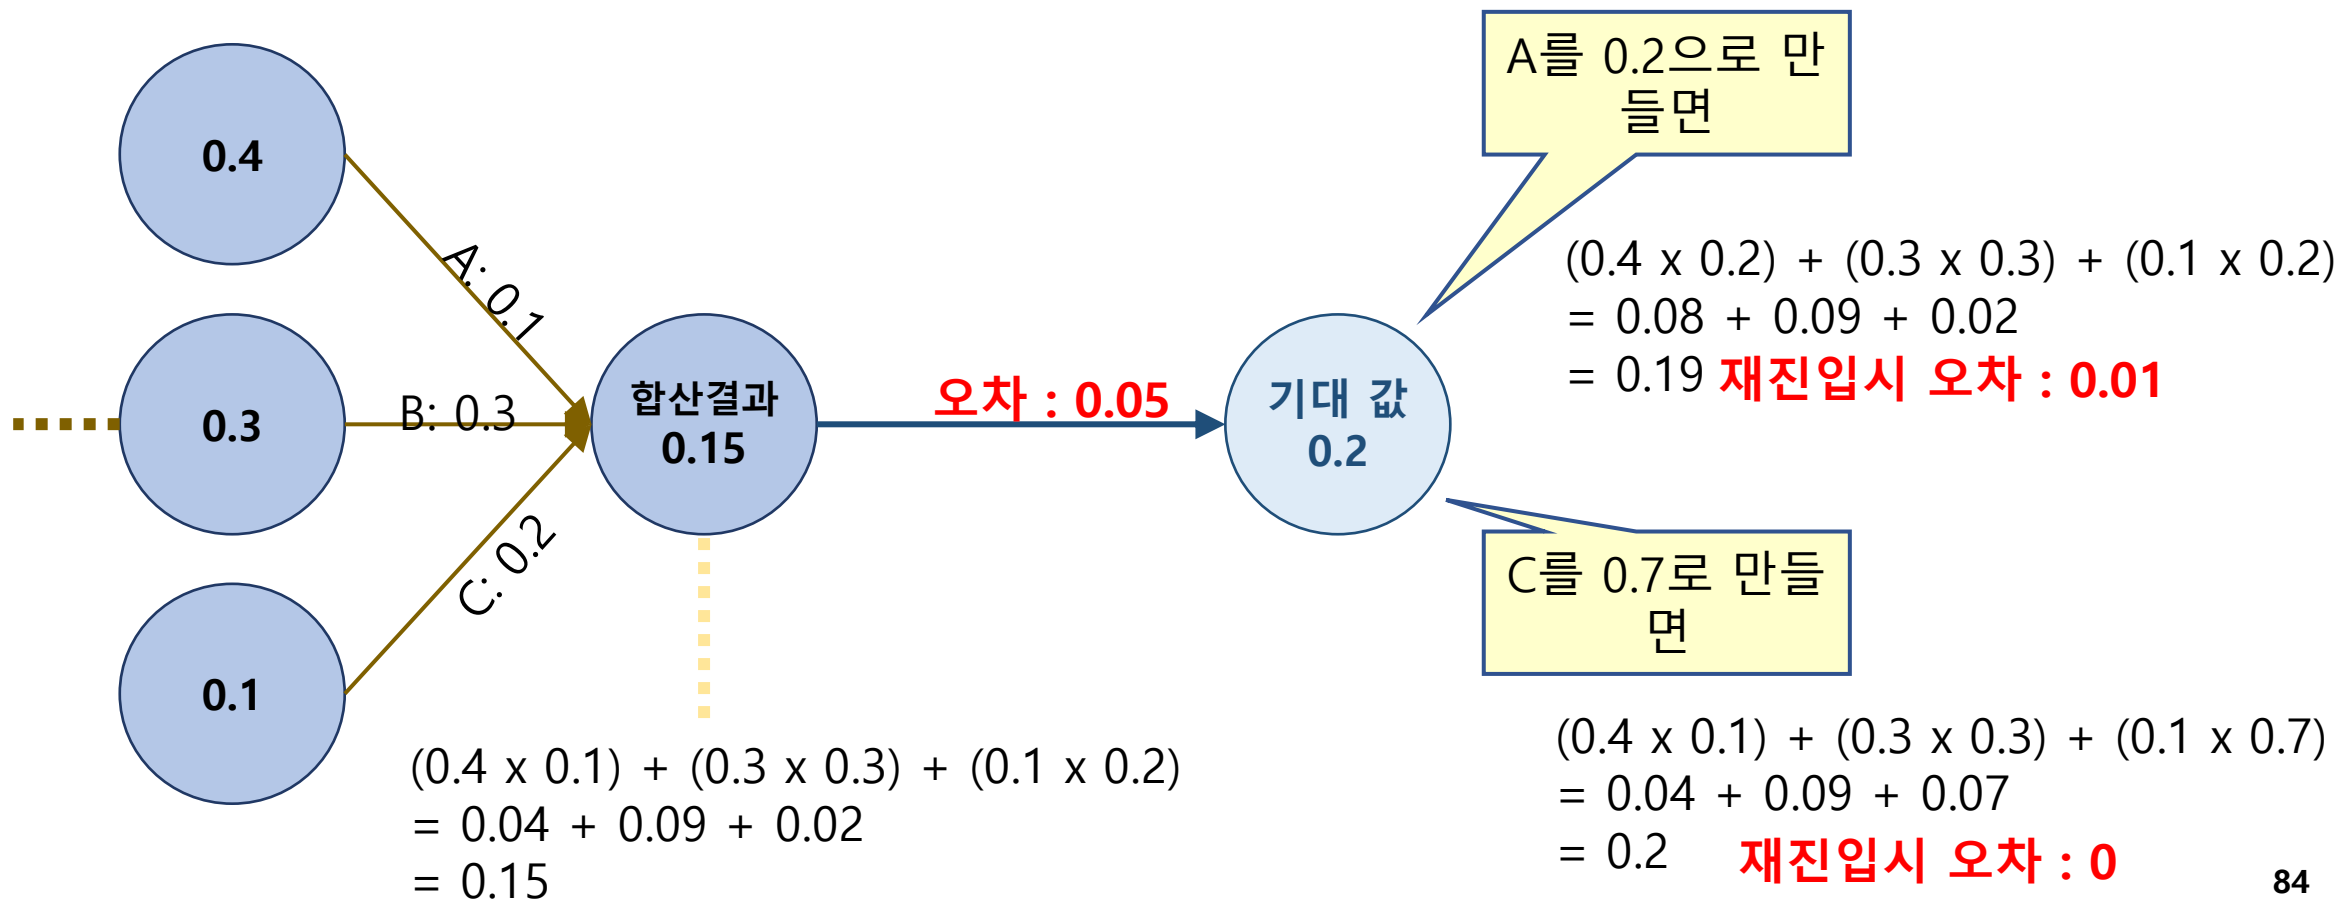 0.4
A: 0.1
0.3
B: 0.3
0.1
C: 0.2
합산결과
0.15
오차 : 0.05
기대 값
0.2
(0.4 x 0.1) + (0.3 x 0.3) + (0.1 x 0.2)
= 0.04 + 0.09 + 0.02
= 0.15
A를 0.2으로 만
들면
(0.4 x 0.2) + (0.3 x 0.3) + (0.1 x 0.2)
= 0.08 + 0.09 + 0.02
= 0.19 재진입시 오차 : 0.01
C를 0.7로 만들
면
(0.4 x 0.1) + (0.3 x 0.3) + (0.1 x 0.7)
= 0.04 + 0.09 + 0.07
= 0.2 재진입시 오차 : 0
84